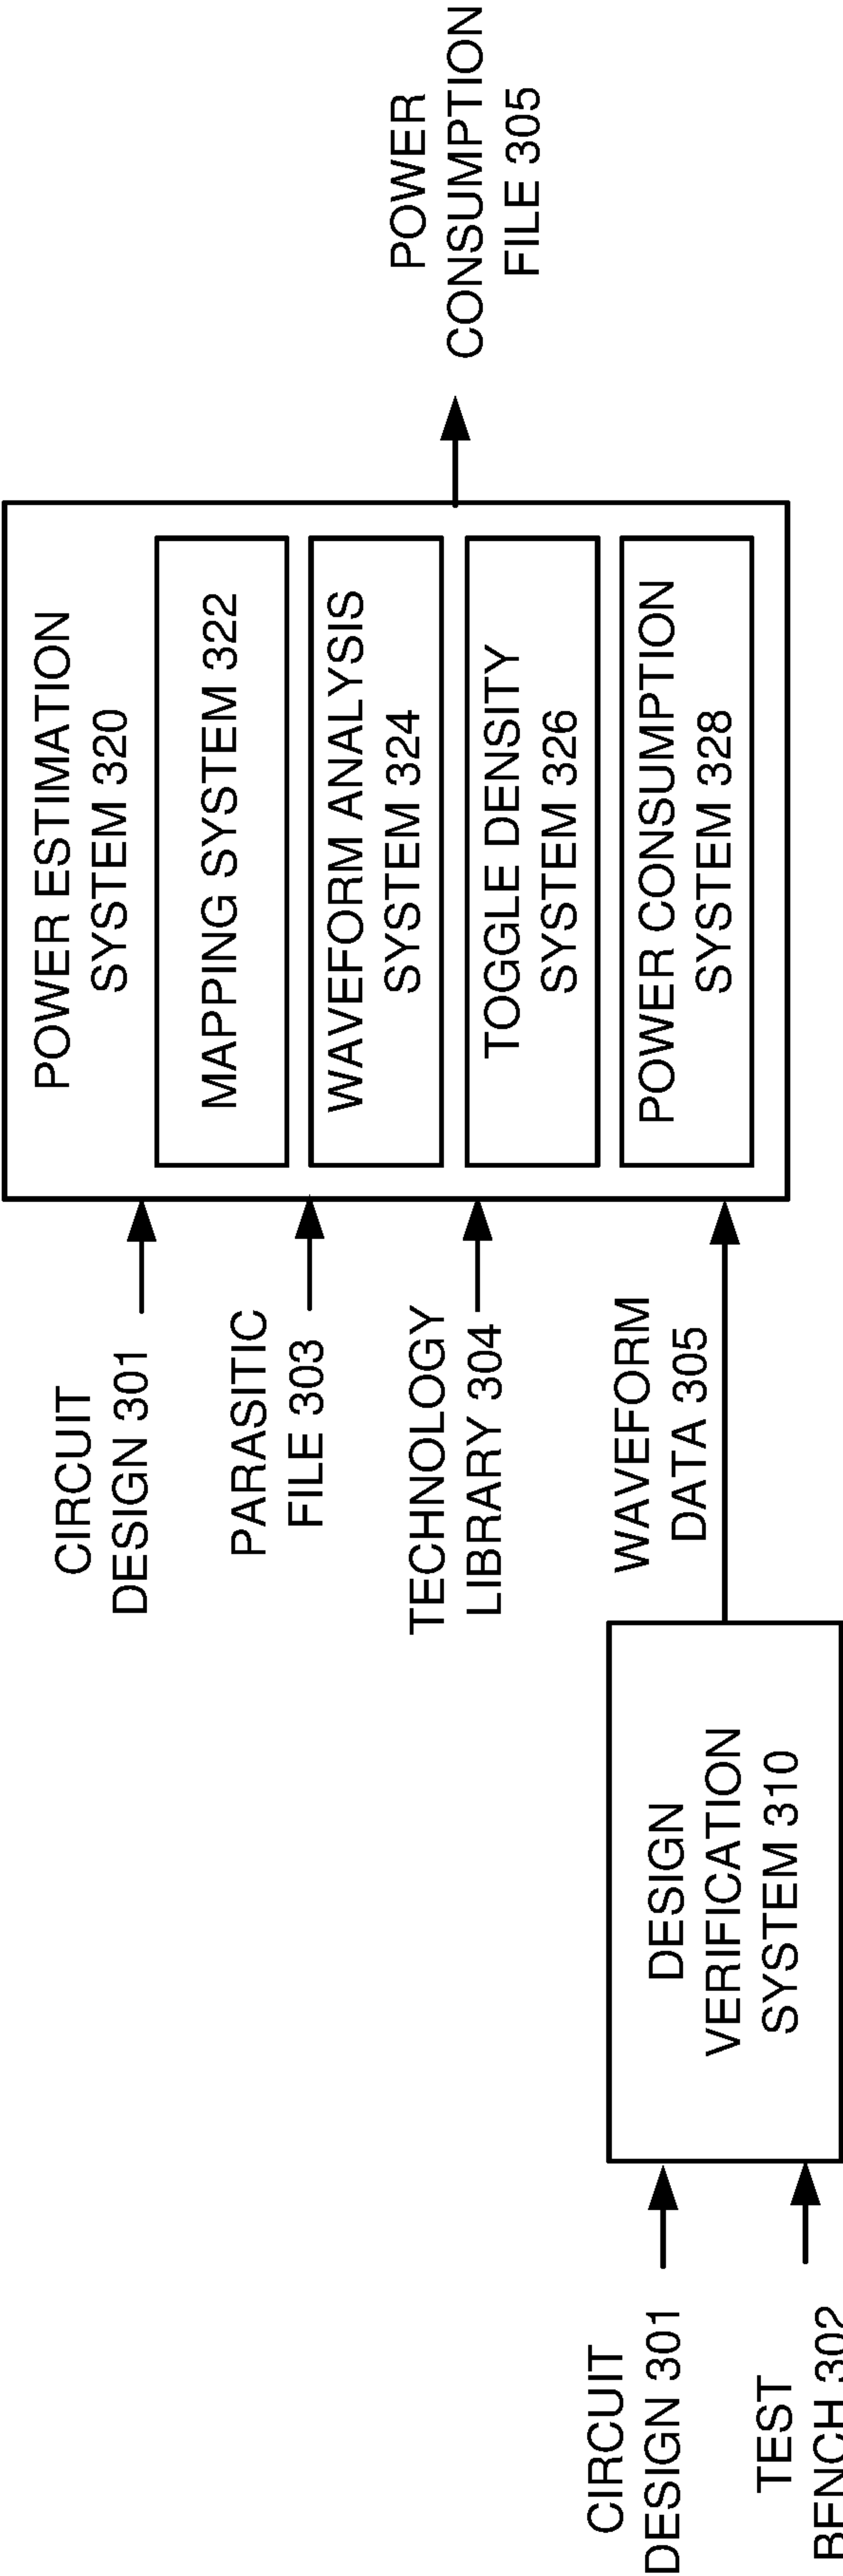 CIRCUIT
DESIGN 301
PARASITIC
FILE 303
TECHNOLOGY
LIBRARY 304
WAVEFORM
DATA 305
CIRCUIT
DESIGN 301
TEST
BENCH 302
DESIGN
VERIFICATION
SYSTEM 310
POWER ESTIMATION
SYSTEM 320
MAPPING SYSTEM 322
WAVEFORM ANALYSIS
SYSTEM 324
TOGGLE DENSITY
SYSTEM 326
POWER CONSUMPTION
SYSTEM 328
POWER
CONSUMPTION
FILE 305